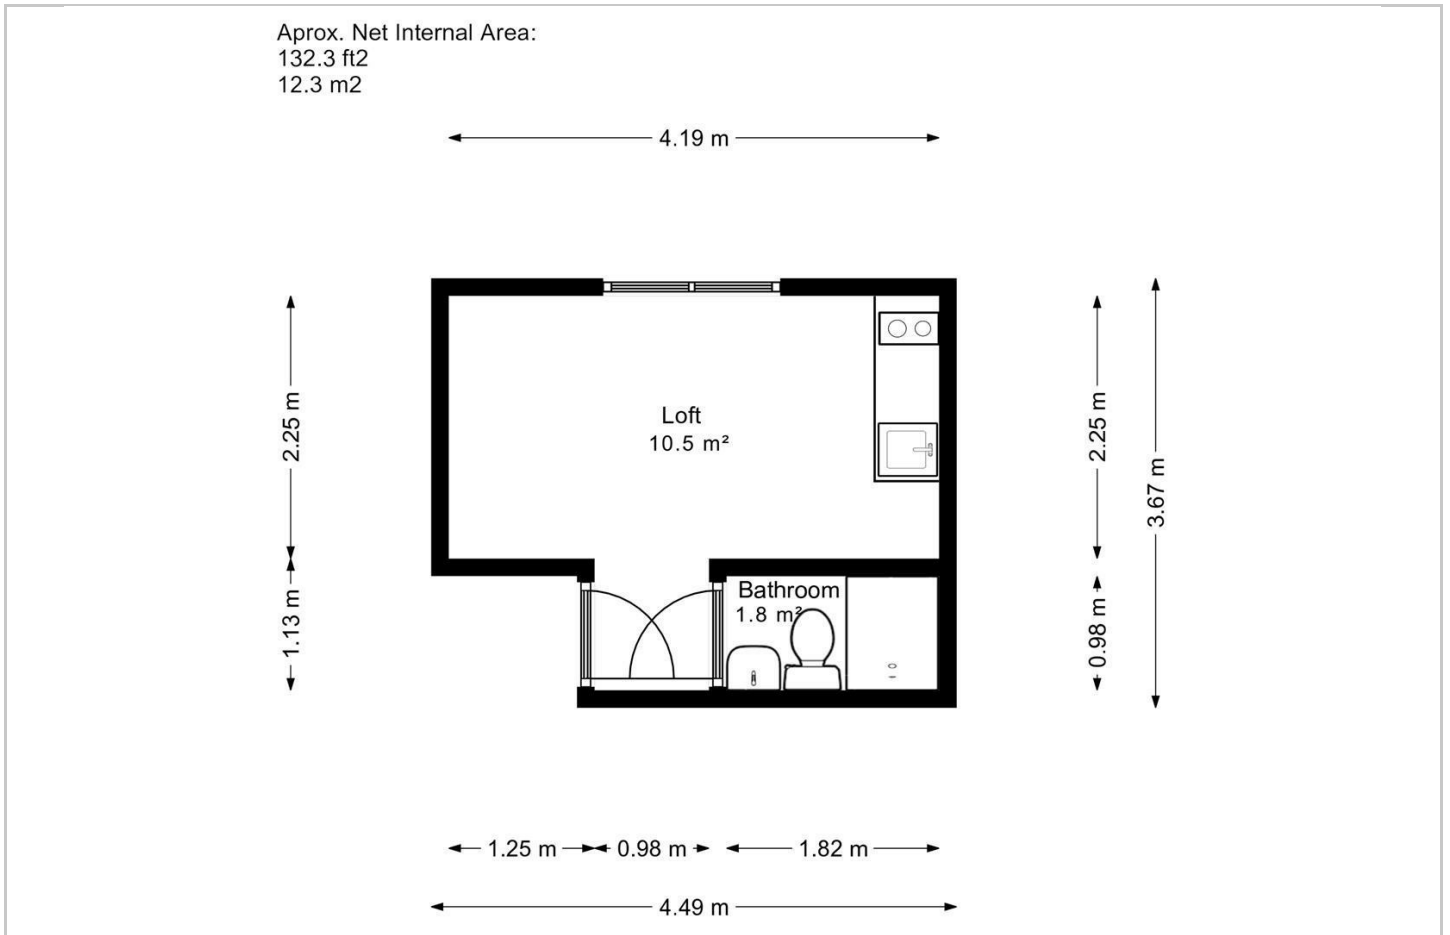 Aprox. Net Internal Area:
132.3 ft2
12.3 m2
4.19 m
2.25 m
2.25 m
3.67 m
Loft
10.5 m²
1.13 m
Bathroom
1.8 m²
0.98 m
1.25 m
0.98 m
1.82 m
4.49 m